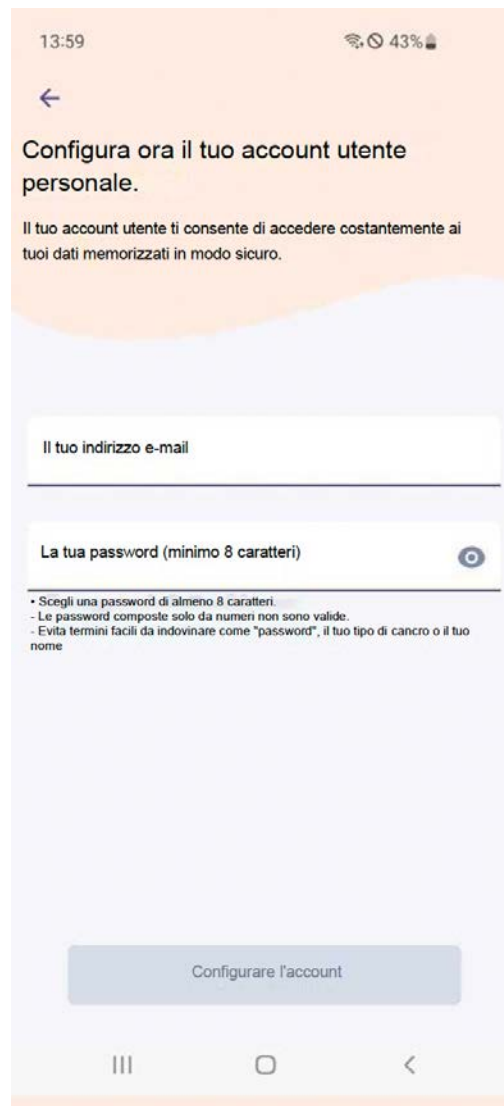 13:59
43%
Configura ora il tuo account utente
personale.
Il tuo account utente ti consente di accedere costantemente ai
tuoi dati memorizzati in modo sicuro.
Il tuo indirizzo e-mail
La tua password (minimo 8 caratteri)
• Scegli una password di almeno 8 caratteri.
- Le password composte solo da numeri non sono valide.
- Evita termini facili da indovinare come "password", il tuo tipo di cancro o il tuo
nome
Configurare l'account